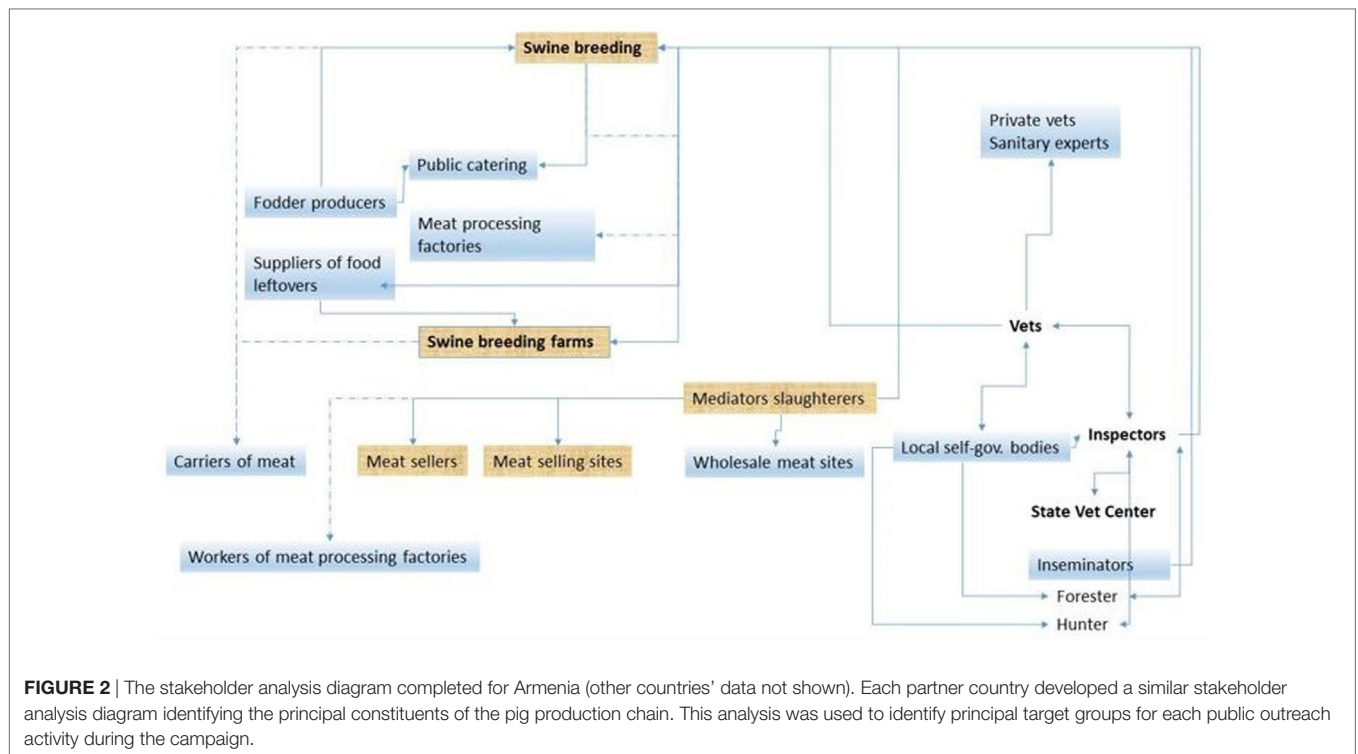 Swine breeding
Private vets
Sanitary experts
Public catering
Fodder producers
Meat processing
factories
Suppliers of food
leftovers
Vets
Swine breeding farms
Mediators slaughterers
Inspectors
Local self-gov. bodies
Carriers of meat
Meat sellers
Meat selling sites
Wholesale meat sites
State Vet Center
Workers of meat processing factories
Inseminators
Forester
Hunter
FIGURE 2 | The stakeholder analysis diagram completed for Armenia (other countries’ data not shown). Each partner country developed a similar stakeholder
analysis diagram identifying the principal constituents of the pig production chain. This analysis was used to identify principal target groups for each public outreach
activity during the campaign.